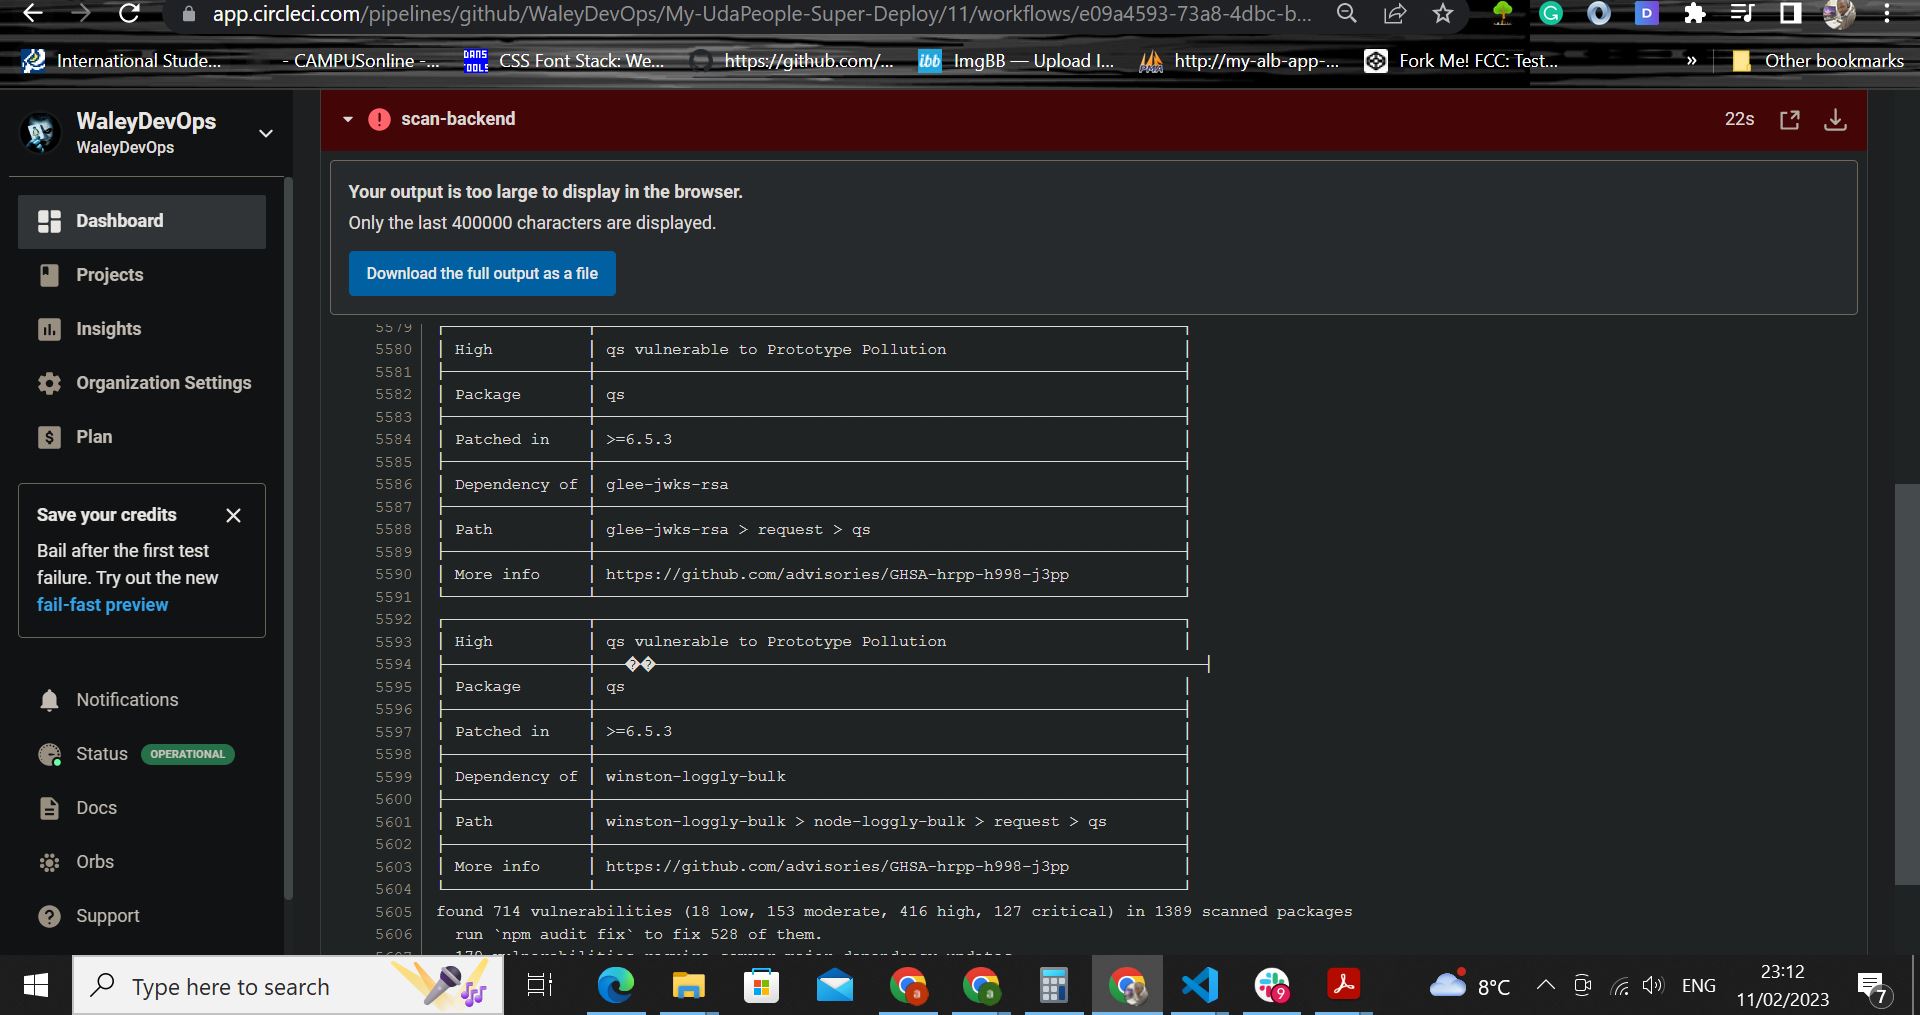 app.circleci.com/pipelines/github/WaleyDevOps/My-UdaPeople-Super-Deploy/11/workflows/e09a4593-73a8-4dbc-b...
International Stude...
- CAMPUSonline -...
CSS Font Stack: We...
https://github.com/...
ibb ImgBB — Upload I...
http://my-alb-app-...
Fork Me! FCC: Test...
»
Other bookmarks
WaleyDevOps
WaleyDevOps
Dashboard
Projects
Insights
Organization Settings
Plan
Save your credits
Bail after the first test
failure. Try out the new
fail-fast preview
Notifications
Status OPERATIONAL
Docs
Orbs
Support
scan-backend
22s
Your output is too large to display in the browser.
Only the last 400000 characters are displayed.
Download the full output as a file
5579
5580 High qs vulnerable to Prototype Pollution
5581
5582 Package qs
5583
5584 Patched in >=6.5.3
5585
5586 Dependency of glee-jwks-rsa
5587
5588 Path glee-jwks-rsa > request > qs
5589
5590 More info https://github.com/advisories/GHSA-hrpp-h998-j3pp
5591
5592
5593 High qs vulnerable to Prototype Pollution
5594 ��
5595 Package qs
5596
5597 Patched in >=6.5.3
5598
5599 Dependency of winston-loggly-bulk
5600
5601 Path winston-loggly-bulk > node-loggly-bulk > request > qs
5602
5603 More info https://github.com/advisories/GHSA-hrpp-h998-j3pp
5604
5605 found 714 vulnerabilities (18 low, 153 moderate, 416 high, 127 critical) in 1389 scanned packages
5606 run `npm audit fix` to fix 528 of them.
Type here to search
8°C
ENG
23:12
11/02/2023
7
9